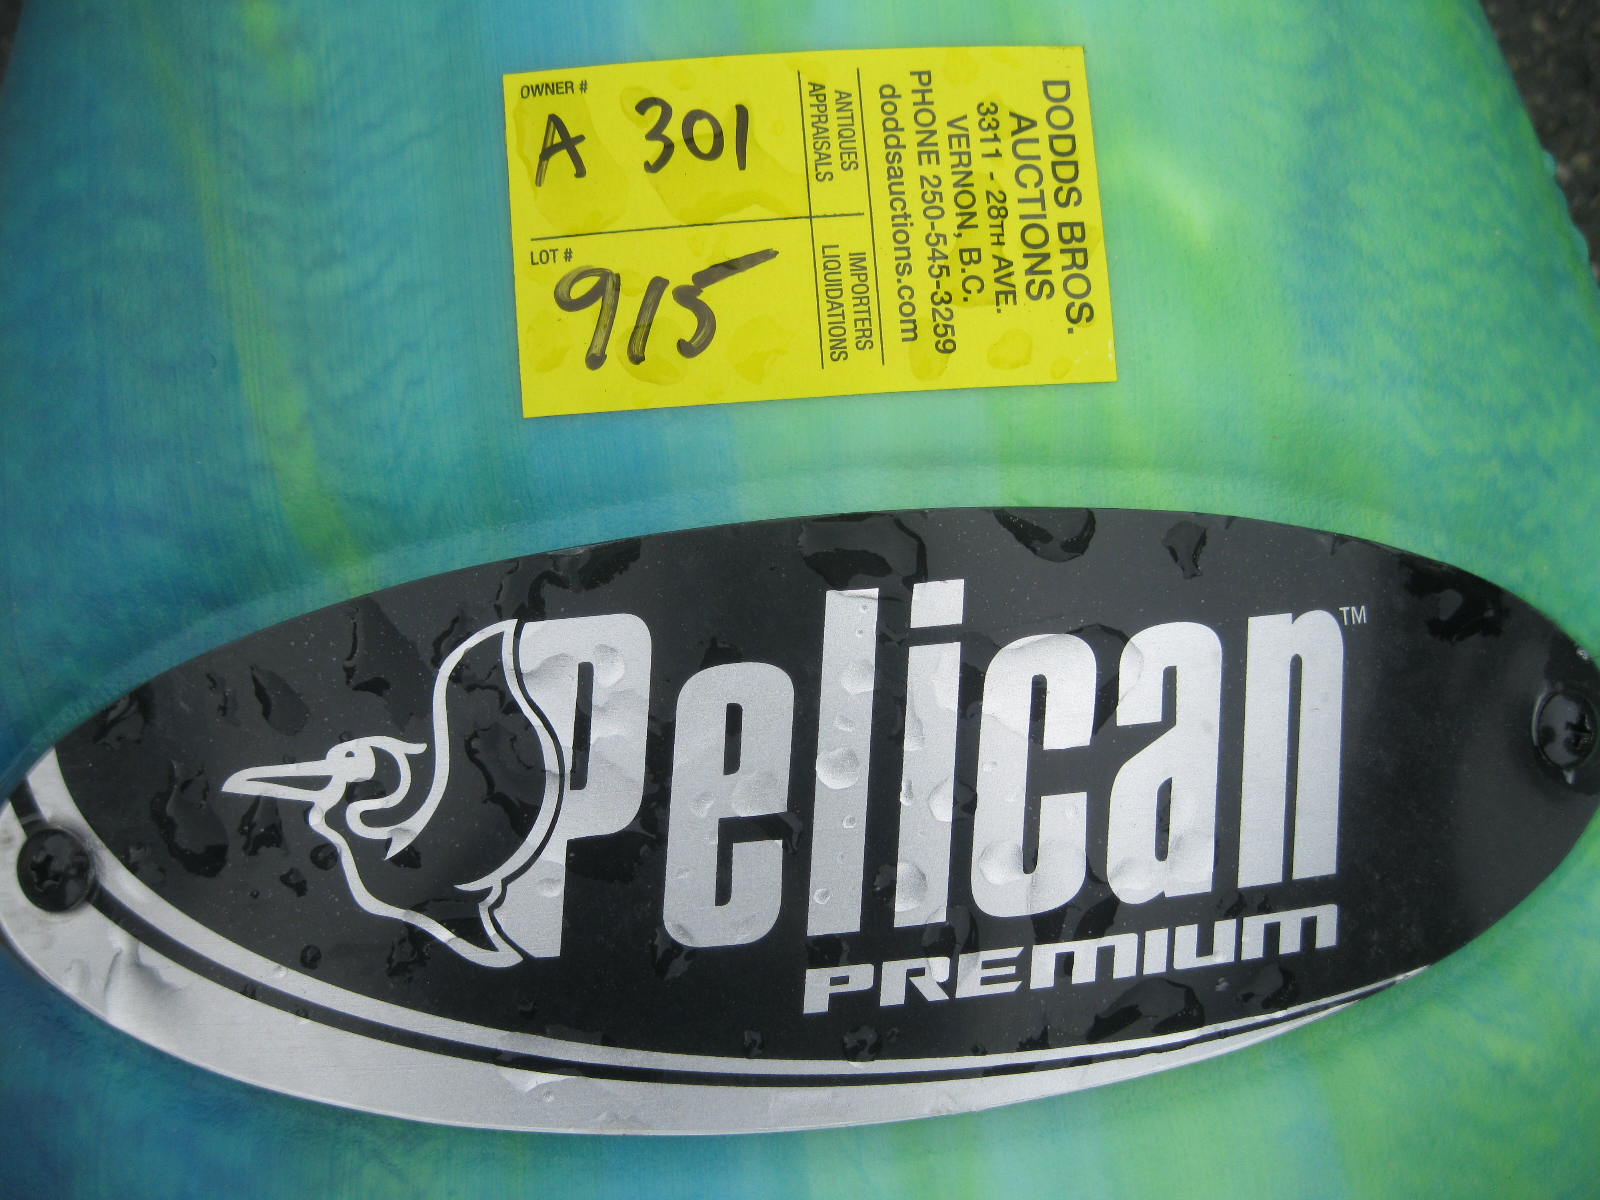 DODDS BROS.
AUCTIONS
3311 - 28TH AVE.
VERNON, B.C.
PHONE 250-545-3259
doddsauctions.com
ANTIQUES IMPORTERS
APPRAISALS LIQUIDATIONS
OWNER #
A 301
LOT #
915
Pelican™
PREMIUM